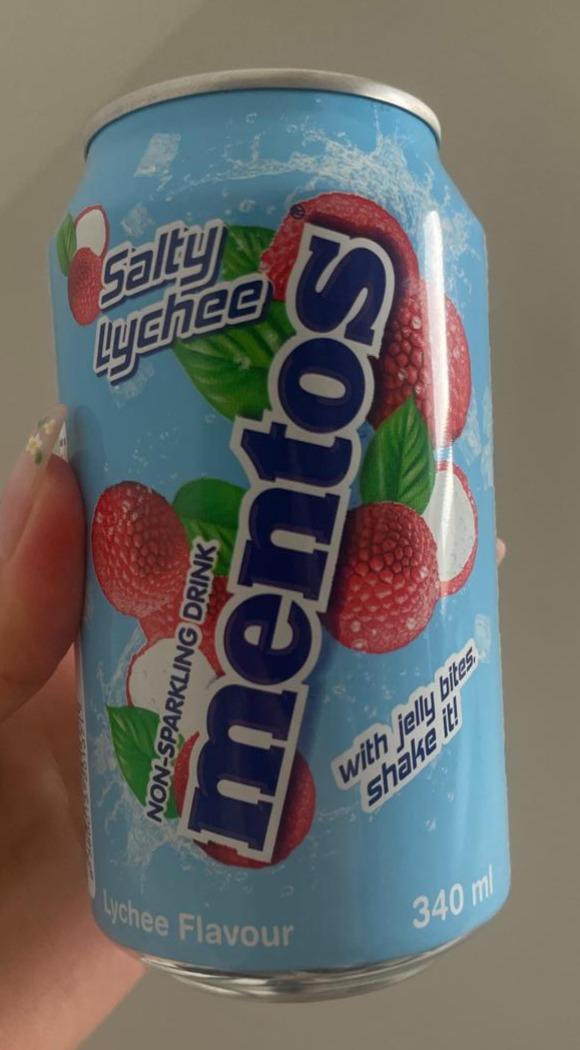 Salty
Lychee
mentos®
NON-SPARKLING DRINK
with jelly bites,
shake it!
Lychee Flavour
340 ml